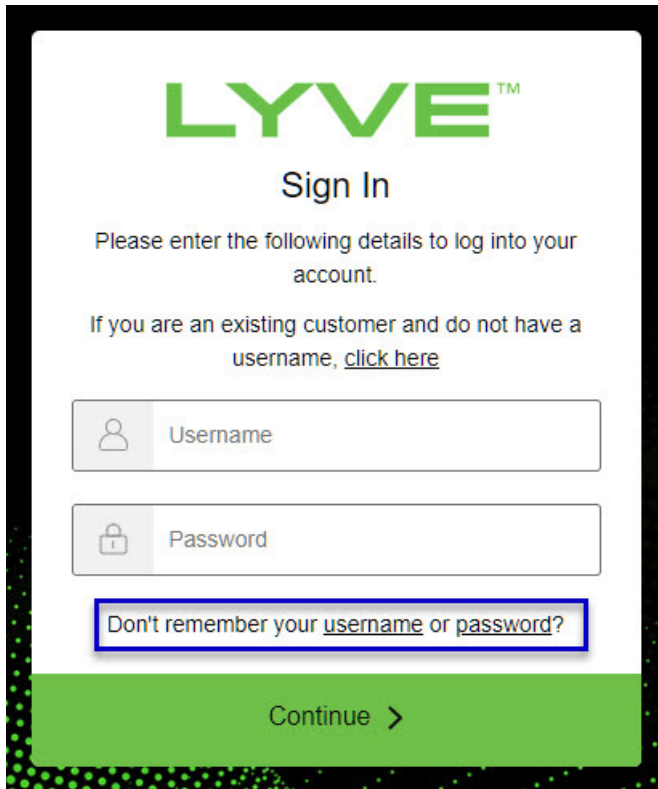 LYVE™
Sign In
Please enter the following details to log into your
account.
If you are an existing customer and do not have a
username, click here
Username
Password
Don't remember your username or password?
Continue